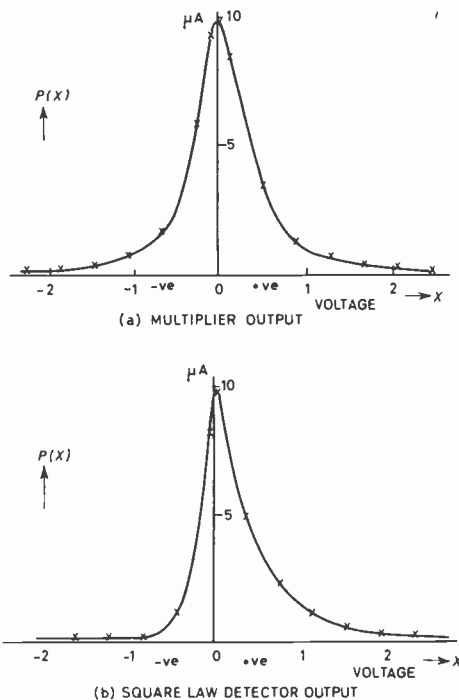 μA 10
P(X)
5
-2 -1 -ve 0 +ve 1 2
VOLTAGE → X
(a) MULTIPLIER OUTPUT
μA 10
P(X)
5
-2 -1 -ve 0 +ve 1 2
VOLTAGE → X
(b) SQUARE LAW DETECTOR OUTPUT